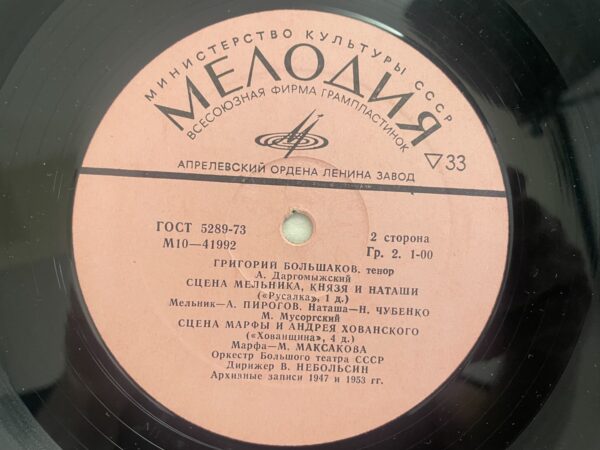 МИНИСТЕРСТВО КУЛЬТУРЫ СССР
МЕЛОДИЯ
ВСЕСОЮЗНАЯ ФИРМА ГРАМПЛАСТИНОК
▽33
АПРЕЛЕВСКИЙ ОРДЕНА ЛЕНИНА ЗАВОД
ГОСТ 5289-73
М10—41992
2 сторона
Гр. 2. 1-00
ГРИГОРИЙ БОЛЬШАКОВ, тенор
А. Даргомыжский
СЦЕНА МЕЛЬНИКА, КНЯЗЯ И НАТАШИ
(«Русалка», 1 д.)
Мельник—А. ПИРОГОВ. Наташа—Н. ЧУБЕНКО
М. Мусоргский
СЦЕНА МАРФЫ И АНДРЕЯ ХОВАНСКОГО
(«Хованщина», 4 д.)
Марфа—М. МАКСАКОВА
Оркестр Большого театра СССР
Дирижер В. НЕБОЛЬСИН
Архивные записи 1947 и 1953 гг.